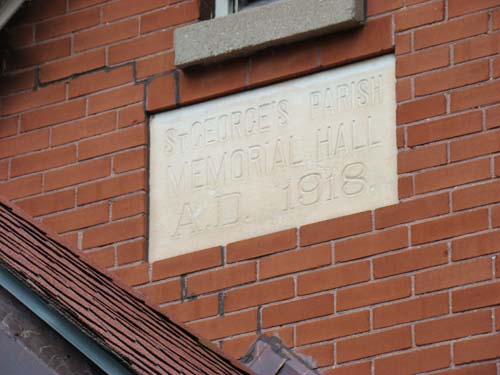 ST GEORGE'S PARISH
MEMORIAL HALL
A.D. 1918.